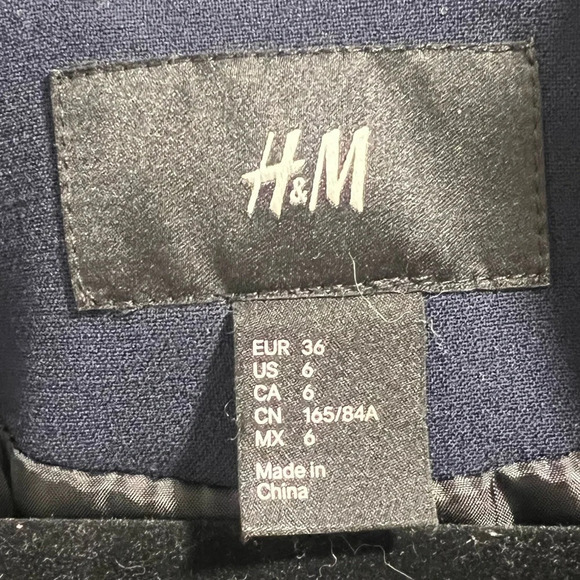 H&M
EUR 36
US 6
CA 6
CN 165/84A
MX 6
Made in
China